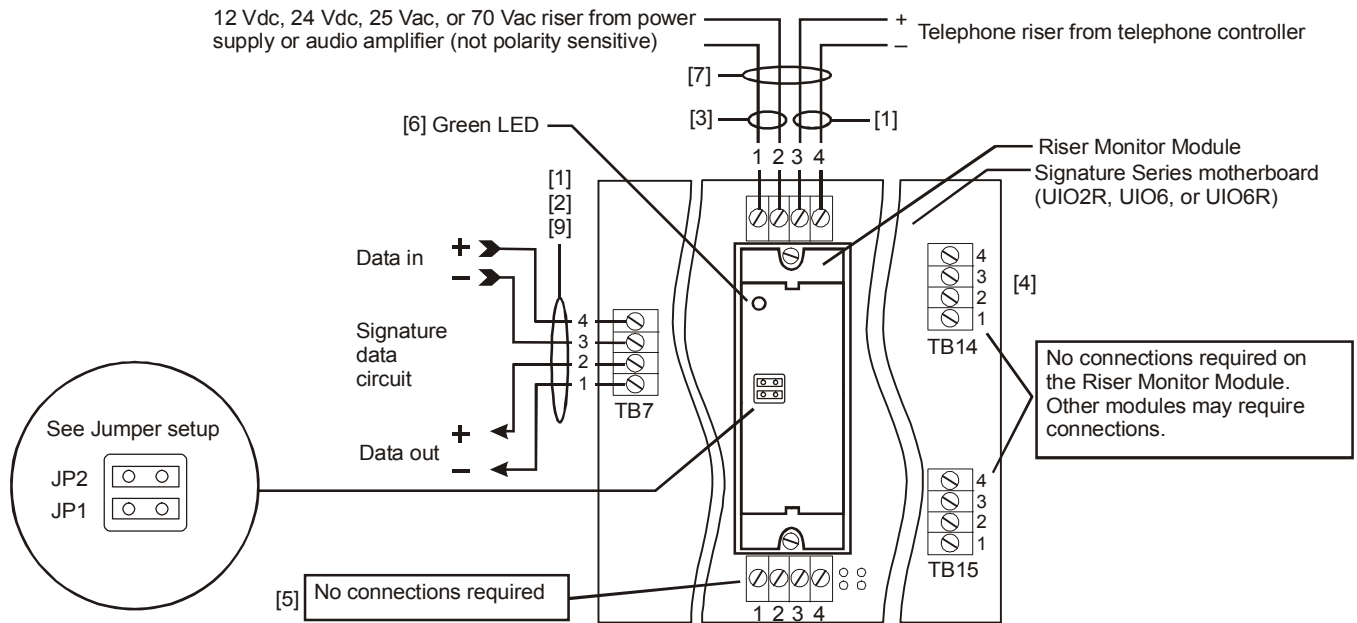 12 Vdc, 24 Vdc, 25 Vac, or 70 Vac riser from power
supply or audio amplifier (not polarity sensitive)
+
–
Telephone riser from telephone controller
[7]
[3]
[1]
[6] Green LED
1 2 3 4
Riser Monitor Module
Signature Series motherboard
(UIO2R, UIO6, or UIO6R)
[1]
[2]
[9]
Data in
+
–
Signature
data
circuit
4
3
2
1
TB7
Data out
+
–
4
3
2
1
TB14
[4]
No connections required on
the Riser Monitor Module.
Other modules may require
connections.
See Jumper setup
JP2
JP1
4
3
2
1
TB15
[5]
No connections required
1 2 3 4